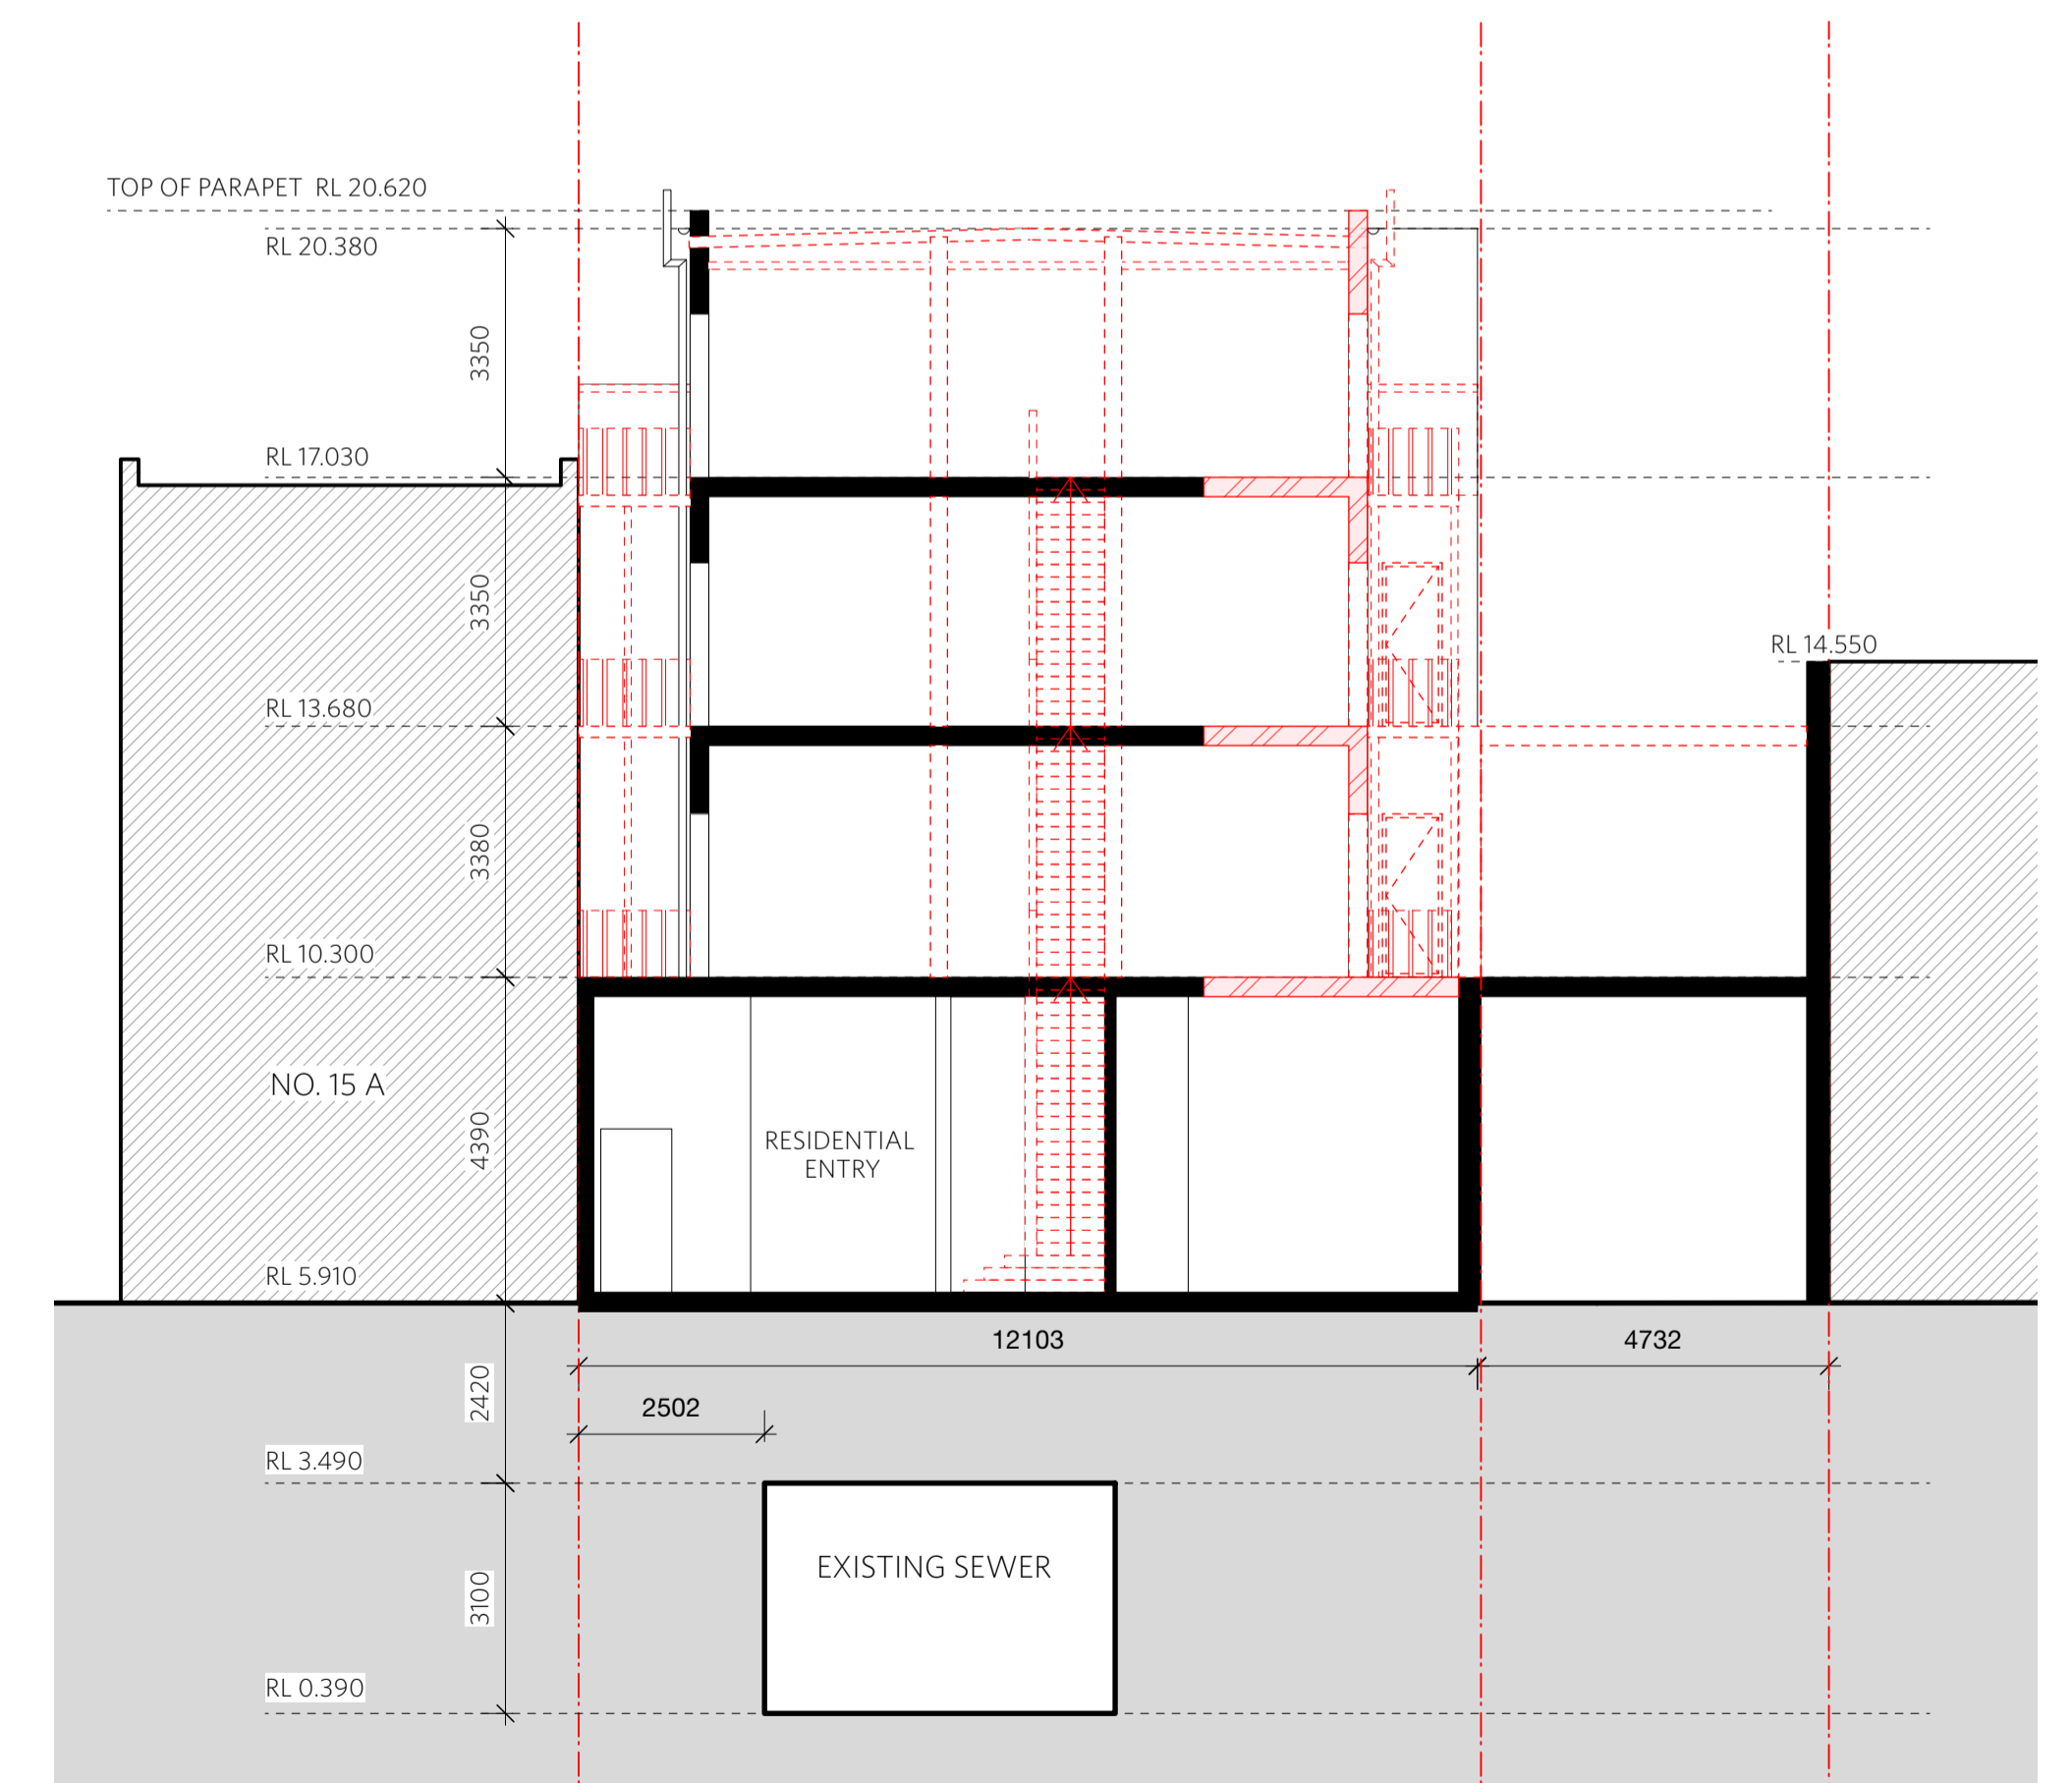 TOP OF PARAPET RL 20.620
RL 20.380
3350
RL 17.030
3350
RL 14.550
RL 13.680
3380
RL 10.300
NO. 15 A
4390
RESIDENTIAL
ENTRY
RL 5.910
12103
4732
2420
2502
RL 3.490
EXISTING SEWER
3100
RL 0.390